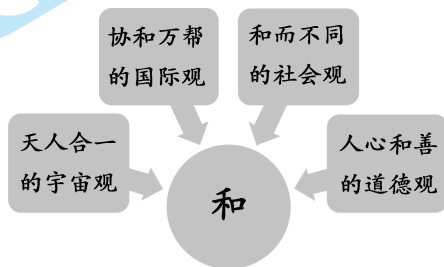 协和万帮
的国际观
和而不同
的社会观
天人合一
的宇宙观
人心和善
的道德观
和